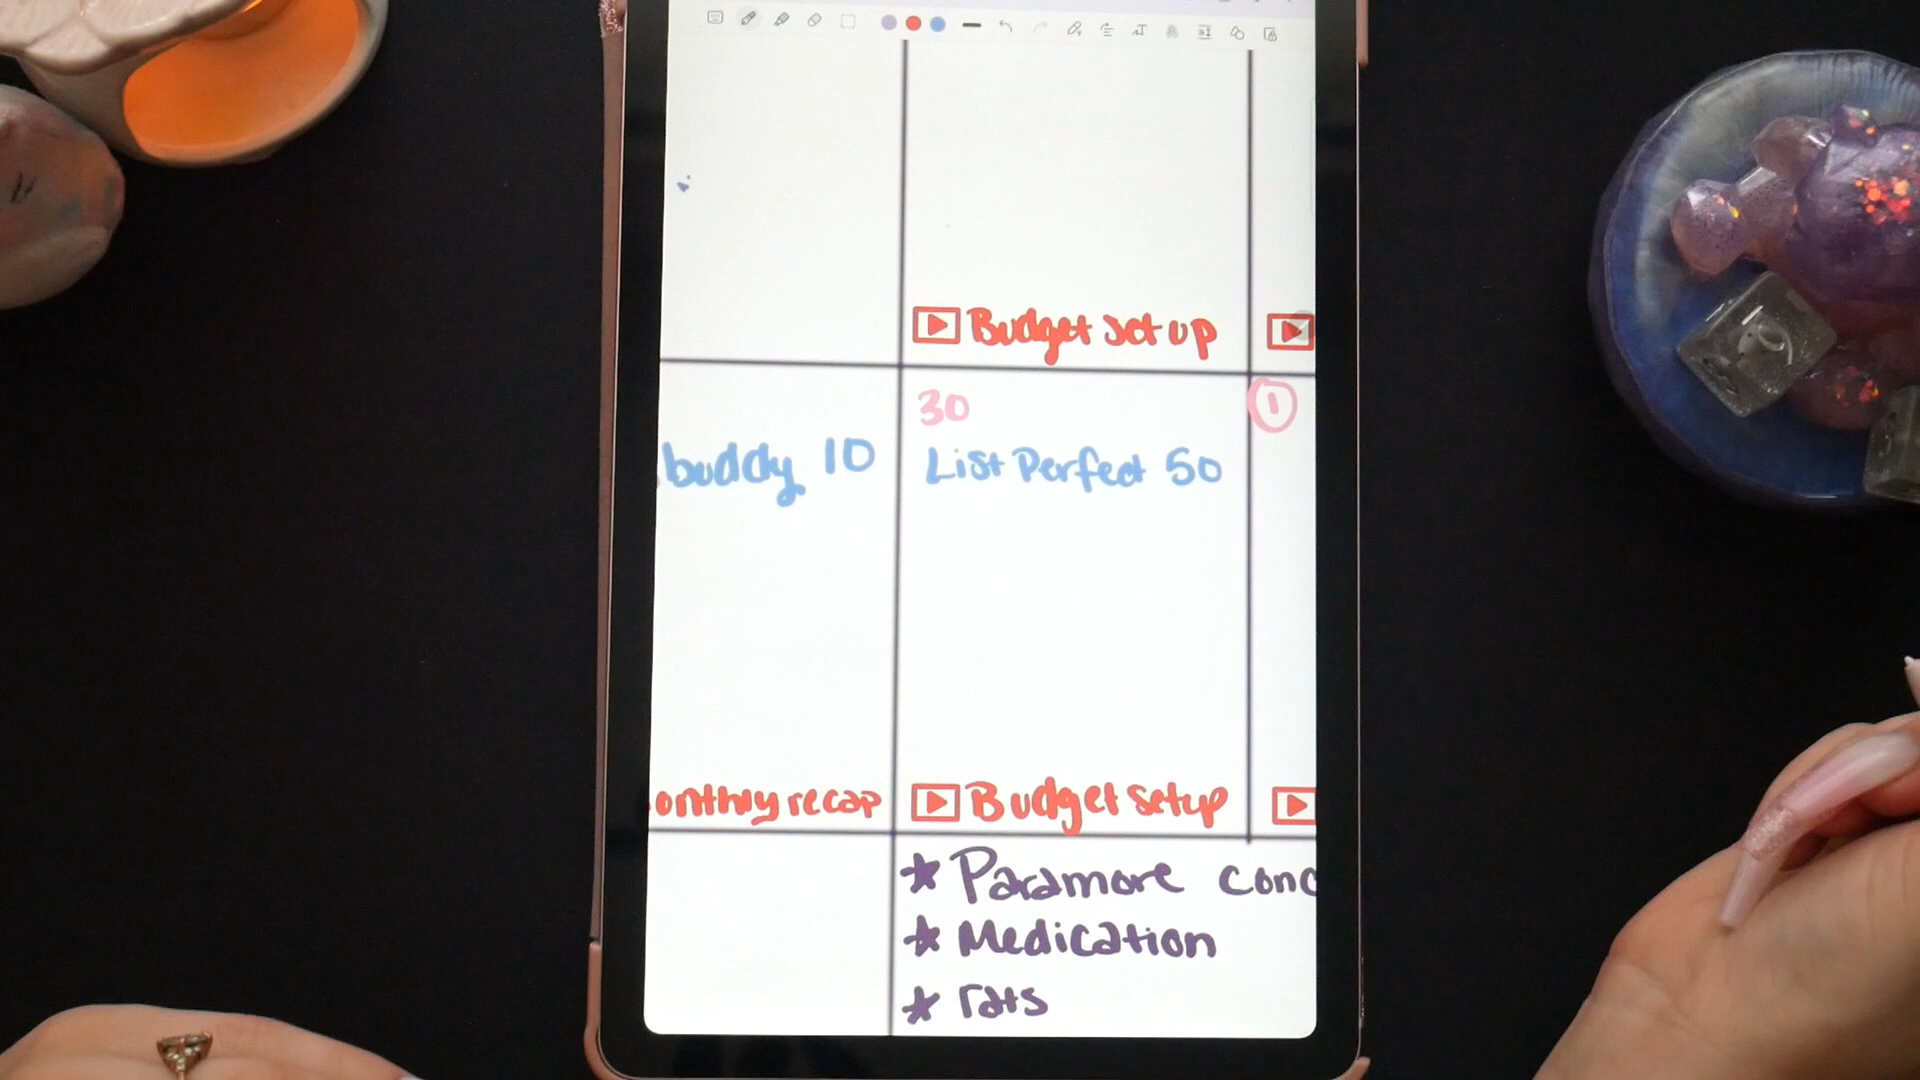 Budget set up
30
1
buddy 10
List Perfect 50
onthly recap
Budget setup
* Paramore conc
* Medication
* rats